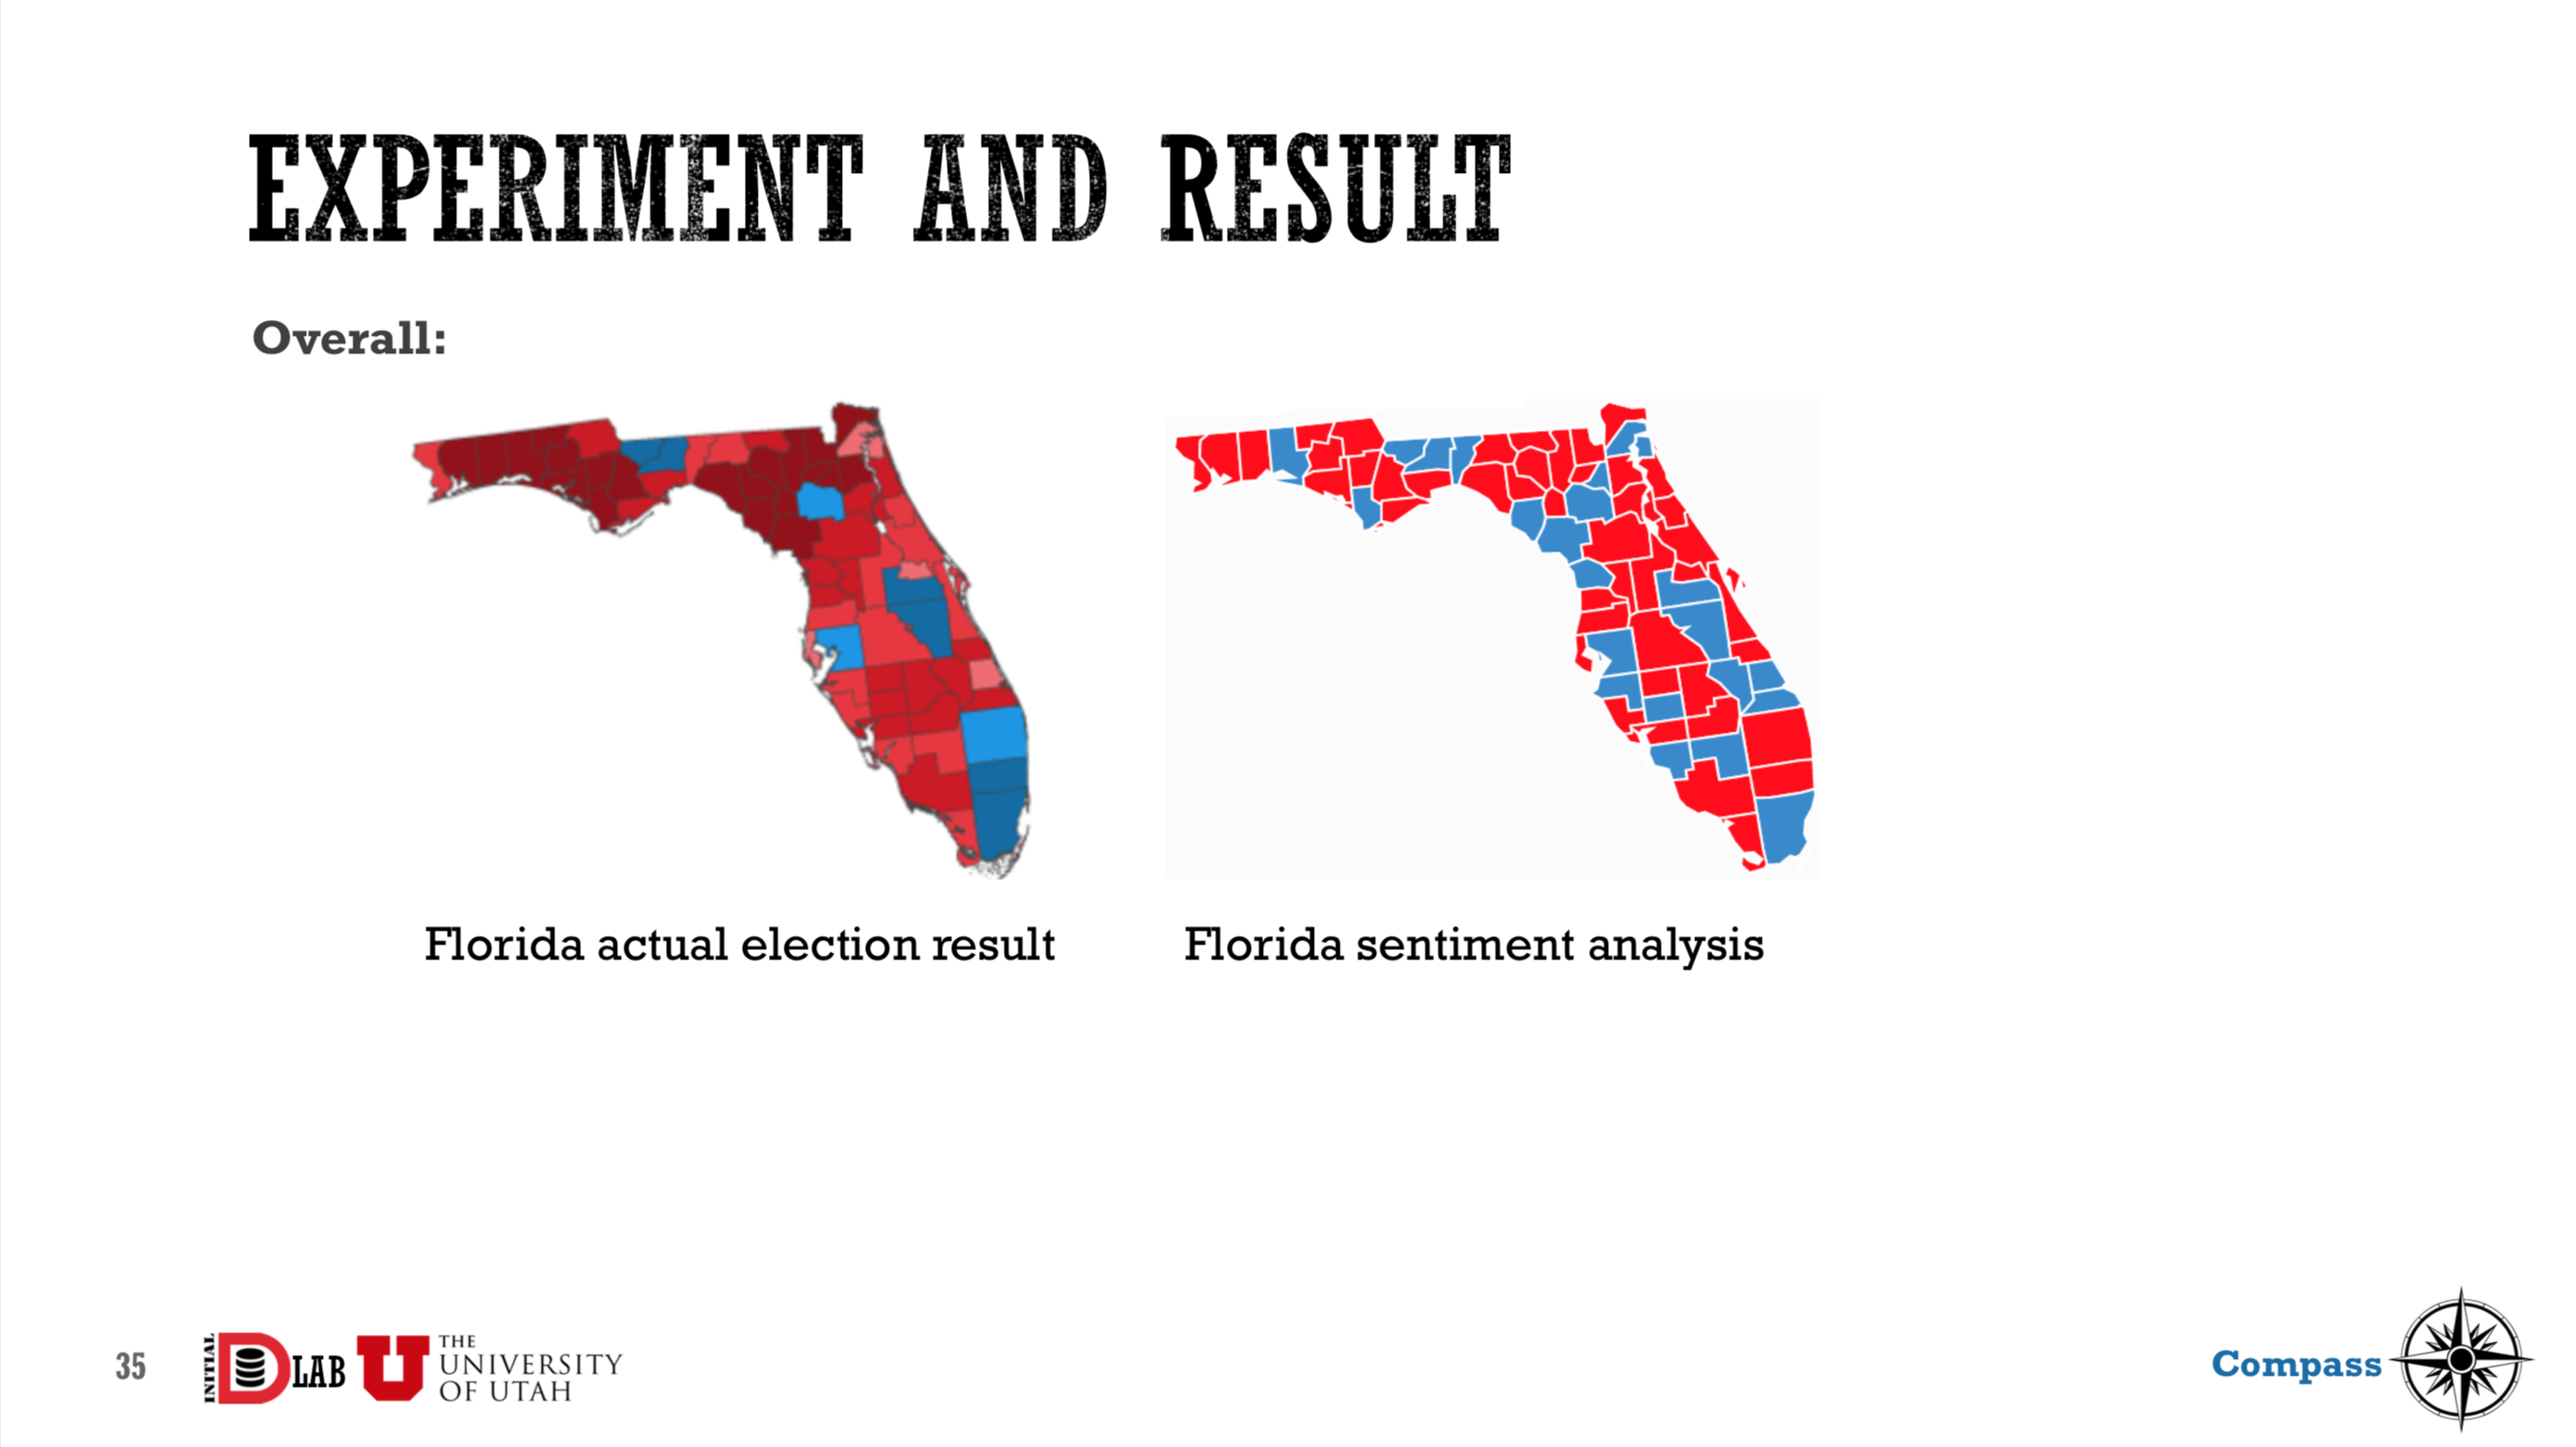 EXPERIMENT AND RESULT
Overall:
Florida actual election result
Florida sentiment analysis
35
INITIAL
D LAB
U
THE
UNIVERSITY
OF UTAH
Compass